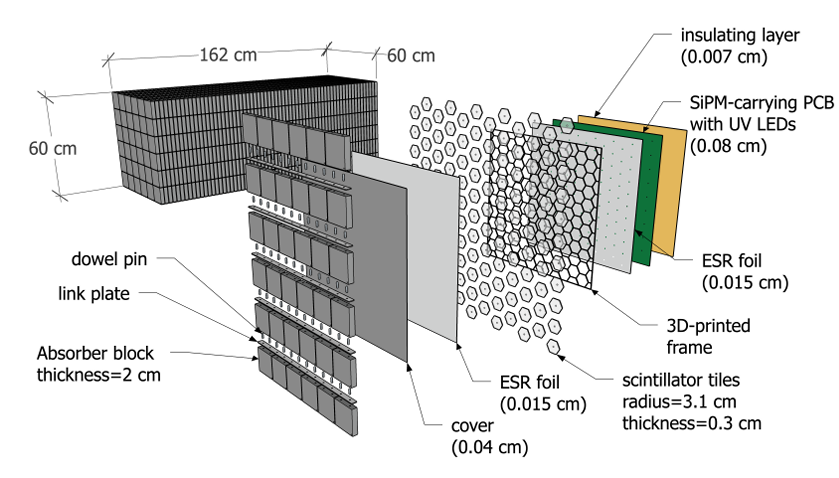 162 cm
60 cm
60 cm
insulating layer
(0.007 cm)
SiPM-carrying PCB
with UV LEDs
(0.08 cm)
ESR foil
(0.015 cm)
3D-printed
frame
scintillator tiles
radius=3.1 cm
thickness=0.3 cm
ESR foil
(0.015 cm)
cover
(0.04 cm)
dowel pin
link plate
Absorber block
thickness=2 cm